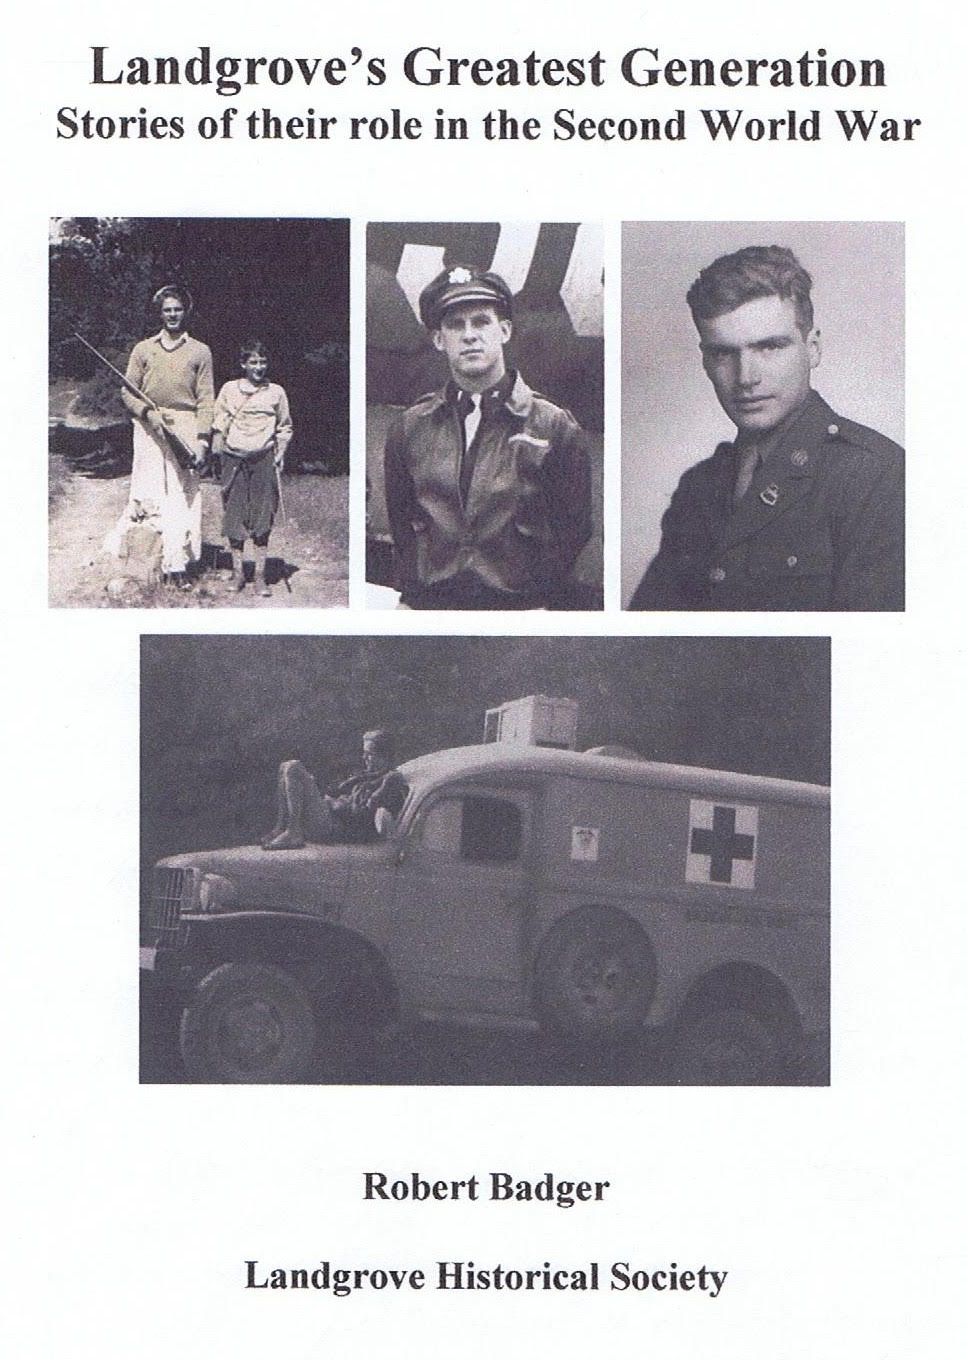 Landgrove's Greatest Generation
Stories of their role in the Second World War
Robert Badger
Landgrove Historical Society